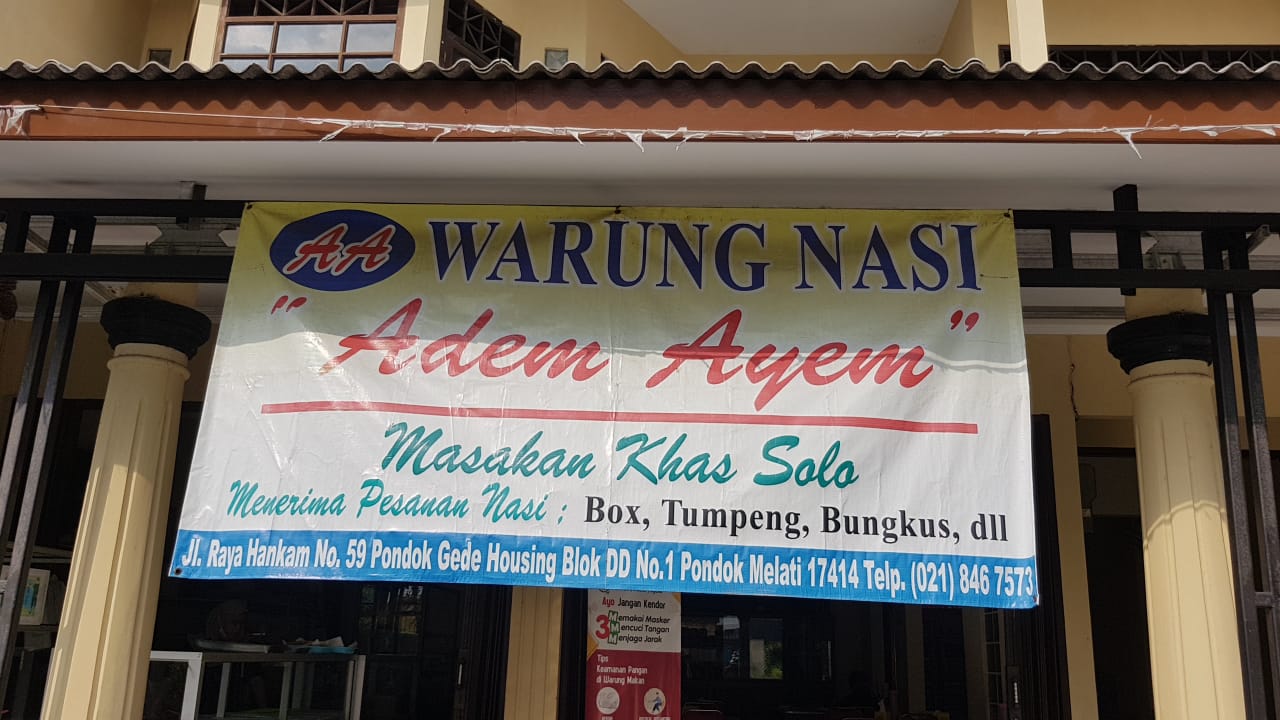 AA WARUNG NASI
" Adem Ayem "
Masakan Khas Solo
Menerima Pesanan Nasi : Box, Tumpeng, Bungkus, dll
Jl. Raya Hankam No. 59 Pondok Gede Housing Blok DD No.1 Pondok Melati 17414 Telp. (021) 846 7573
Ayo Jangan Kendor
3M Memakai Masker
Mencuci Tangan
Menjaga Jarak
Tips
Keamanan Pangan
di Warung Makan